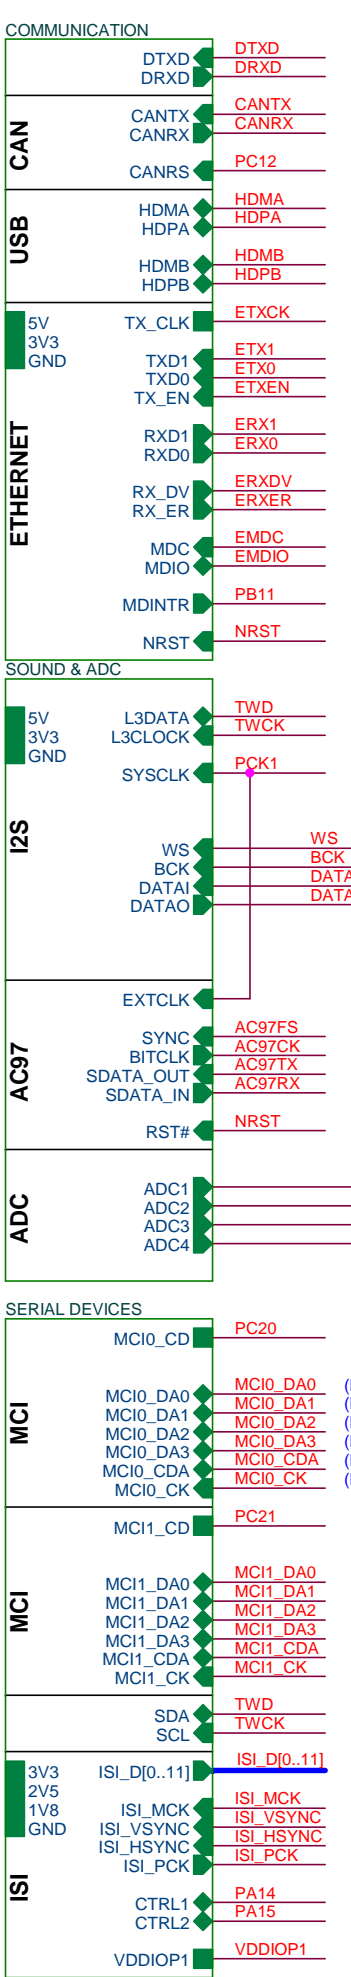 COMMUNICATION
DTXD DTXD
DRXD DRXD
CAN
CANTX CANTX
CANRX CANRX
CANRS PC12
USB
HDMA HDMA
HDPA HDPA
HDMB HDMB
HDPB HDPB
ETHERNET
5V TX_CLK ETXCK
3V3
GND TXD1 ETX1
TXD0 ETX0
TX_EN ETXEN
RXD1 ERX1
RXD0 ERX0
RX_DV ERXDV
RX_ER ERXER
MDC EMDC
MDIO EMDIO
MDINTR PB11
NRST NRST
SOUND & ADC
I2S
5V L3DATA TWD
3V3 L3CLOCK TWCK
GND
SYSCLK PCK1
WS WS
BCK BCK
DATAI
DATAO
AC97
EXTCLK
SYNC AC97FS
BITCLK AC97CK
SDATA_OUT AC97TX
SDATA_IN AC97RX
RST# NRST
ADC
ADC1
ADC2
ADC3
ADC4
SERIAL DEVICES
MCI
MCI0_CD PC20
MCI0_DA0 MCI0_DA0
MCI0_DA1 MCI0_DA1
MCI0_DA2 MCI0_DA2
MCI0_DA3 MCI0_DA3
MCI0_CDA MCI0_CDA
MCI0_CK MCI0_CK
MCI
MCI1_CD PC21
MCI1_DA0 MCI1_DA0
MCI1_DA1 MCI1_DA1
MCI1_DA2 MCI1_DA2
MCI1_DA3 MCI1_DA3
MCI1_CDA MCI1_CDA
MCI1_CK MCI1_CK
SDA TWD
SCL TWCK
ISI
3V3 ISI_D[0..11] ISI_D[0..11]
2V5
1V8 ISI_MCK ISI_MCK
GND ISI_VSYNC ISI_VSYNC
ISI_HSYNC ISI_HSYNC
ISI_PCK ISI_PCK
CTRL1 PA14
CTRL2 PA15
VDDIOP1 VDDIOP1